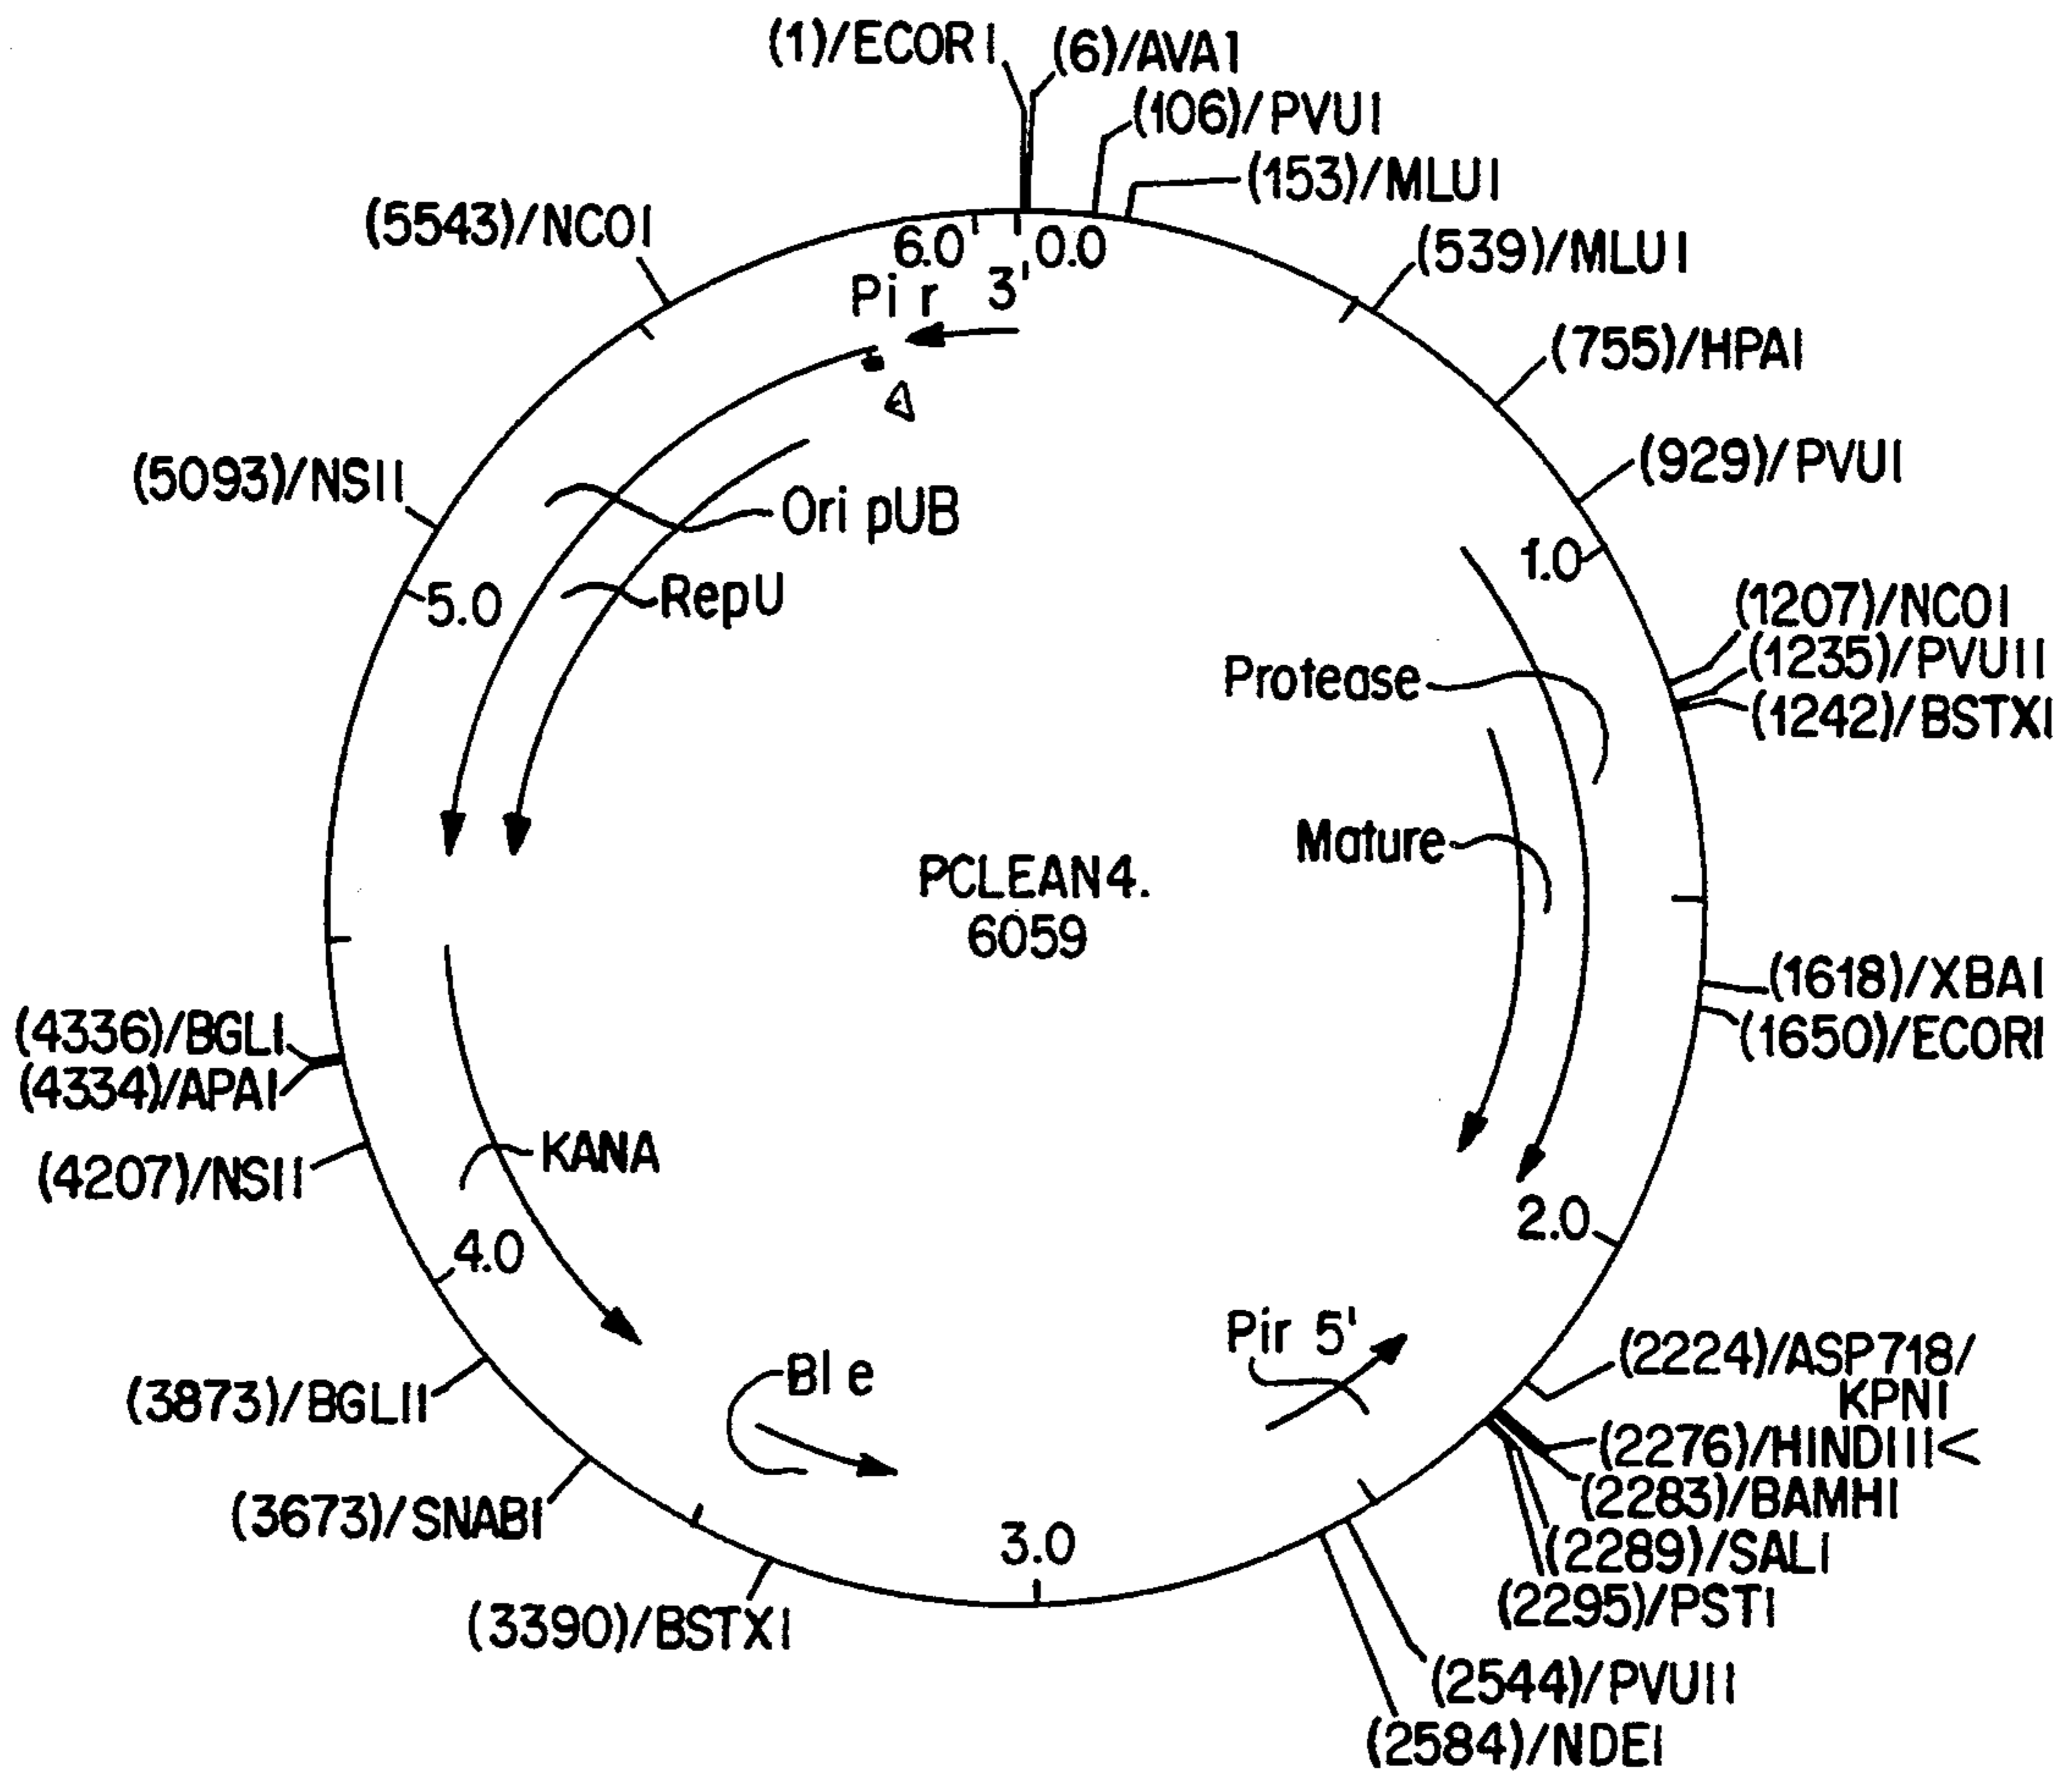 (1)/ECORI
(6)/AVAI
(106)/PVUI
(153)/MLUI
(539)/MLUI
(755)/HPAI
(929)/PVUI
(1207)/NCOI
(1235)/PVUII
(1242)/BSTXI
(1618)/XBAI
(1650)/ECORI
(2224)/ASP718/
KPNI
(2276)/HINDIII<
(2283)/BAMHI
(2289)/SALI
(2295)/PSTI
(2544)/PVUII
(2584)/NDEI
(3390)/BSTXI
(3673)/SNABI
(3873)/BGLII
(4207)/NSII
(4334)/APAI
(4336)/BGLI
(5093)/NSII
(5543)/NCOI
6.0
0.0
1.0
2.0
3.0
4.0
5.0
Pir 3'
Δ
Ori pUB
RepU
Protease
Mature
PCLEAN4.
6059
KANA
Ble
Pir 5'